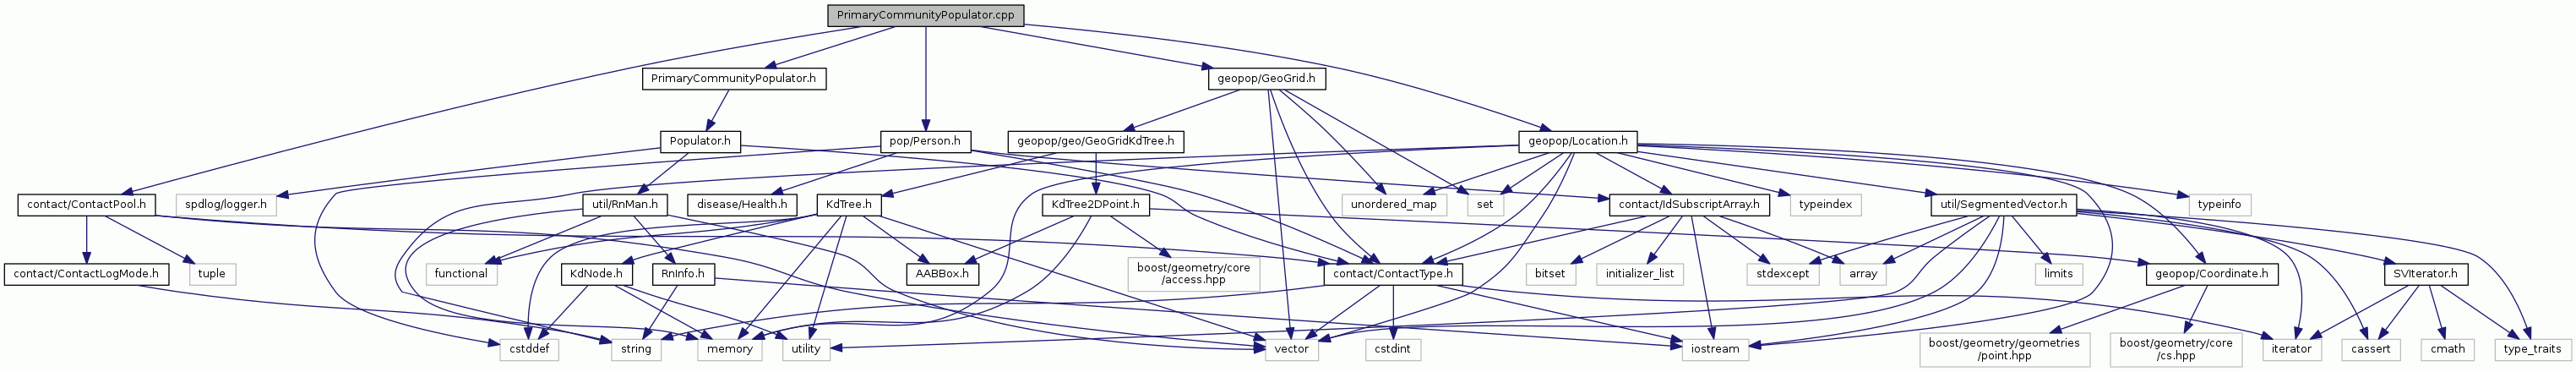 PrimaryCommunityPopulator.cpp
PrimaryCommunityPopulator.h
geopop/GeoGrid.h
Populator.h
pop/Person.h
geopop/geo/GeoGridKdTree.h
geopop/Location.h
contact/ContactPool.h
spdlog/logger.h
util/RnMan.h
disease/Health.h
KdTree.h
KdTree2DPoint.h
unordered_map
set
contact/IdSubscriptArray.h
typeindex
util/SegmentedVector.h
typeinfo
contact/ContactLogMode.h
tuple
functional
KdNode.h
RnInfo.h
AABBox.h
boost/geometry/core
/access.hpp
contact/ContactType.h
bitset
initializer_list
stdexcept
array
limits
geopop/Coordinate.h
SVIterator.h
cstddef
string
memory
utility
vector
cstdint
iostream
boost/geometry/geometries
/point.hpp
boost/geometry/core
/cs.hpp
iterator
cassert
cmath
type_traits